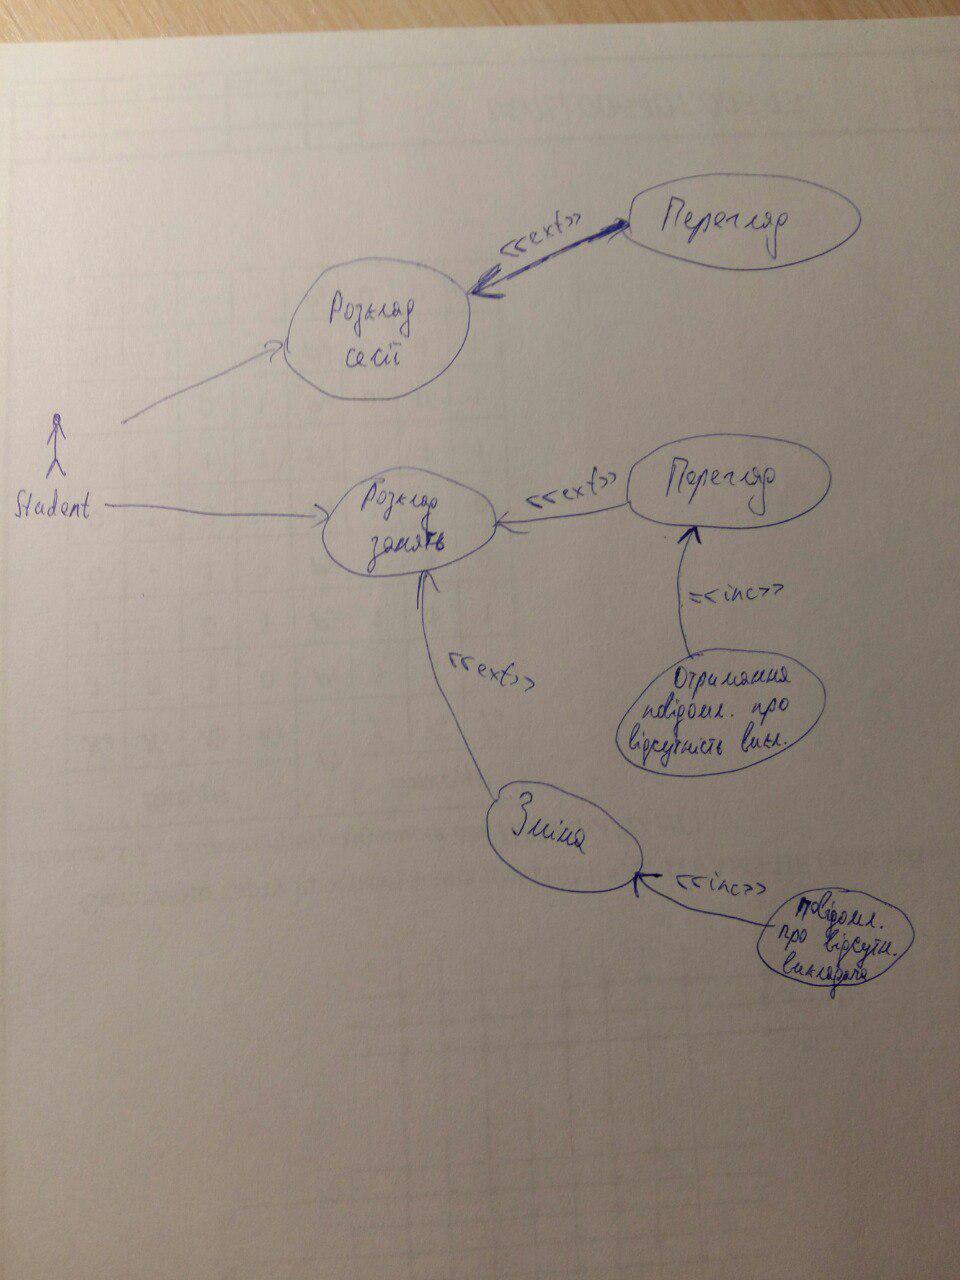 <<ext>>
Перегляд
Розклад
сесії
Student
Розклад
занять
<<ext>>
Перегляд
<<inc>>
<<ext>>
Отримання
повідомл. про
відсутність викл.
Зміна
<<inc>>
Повідомл.
про відсутн.
викладача